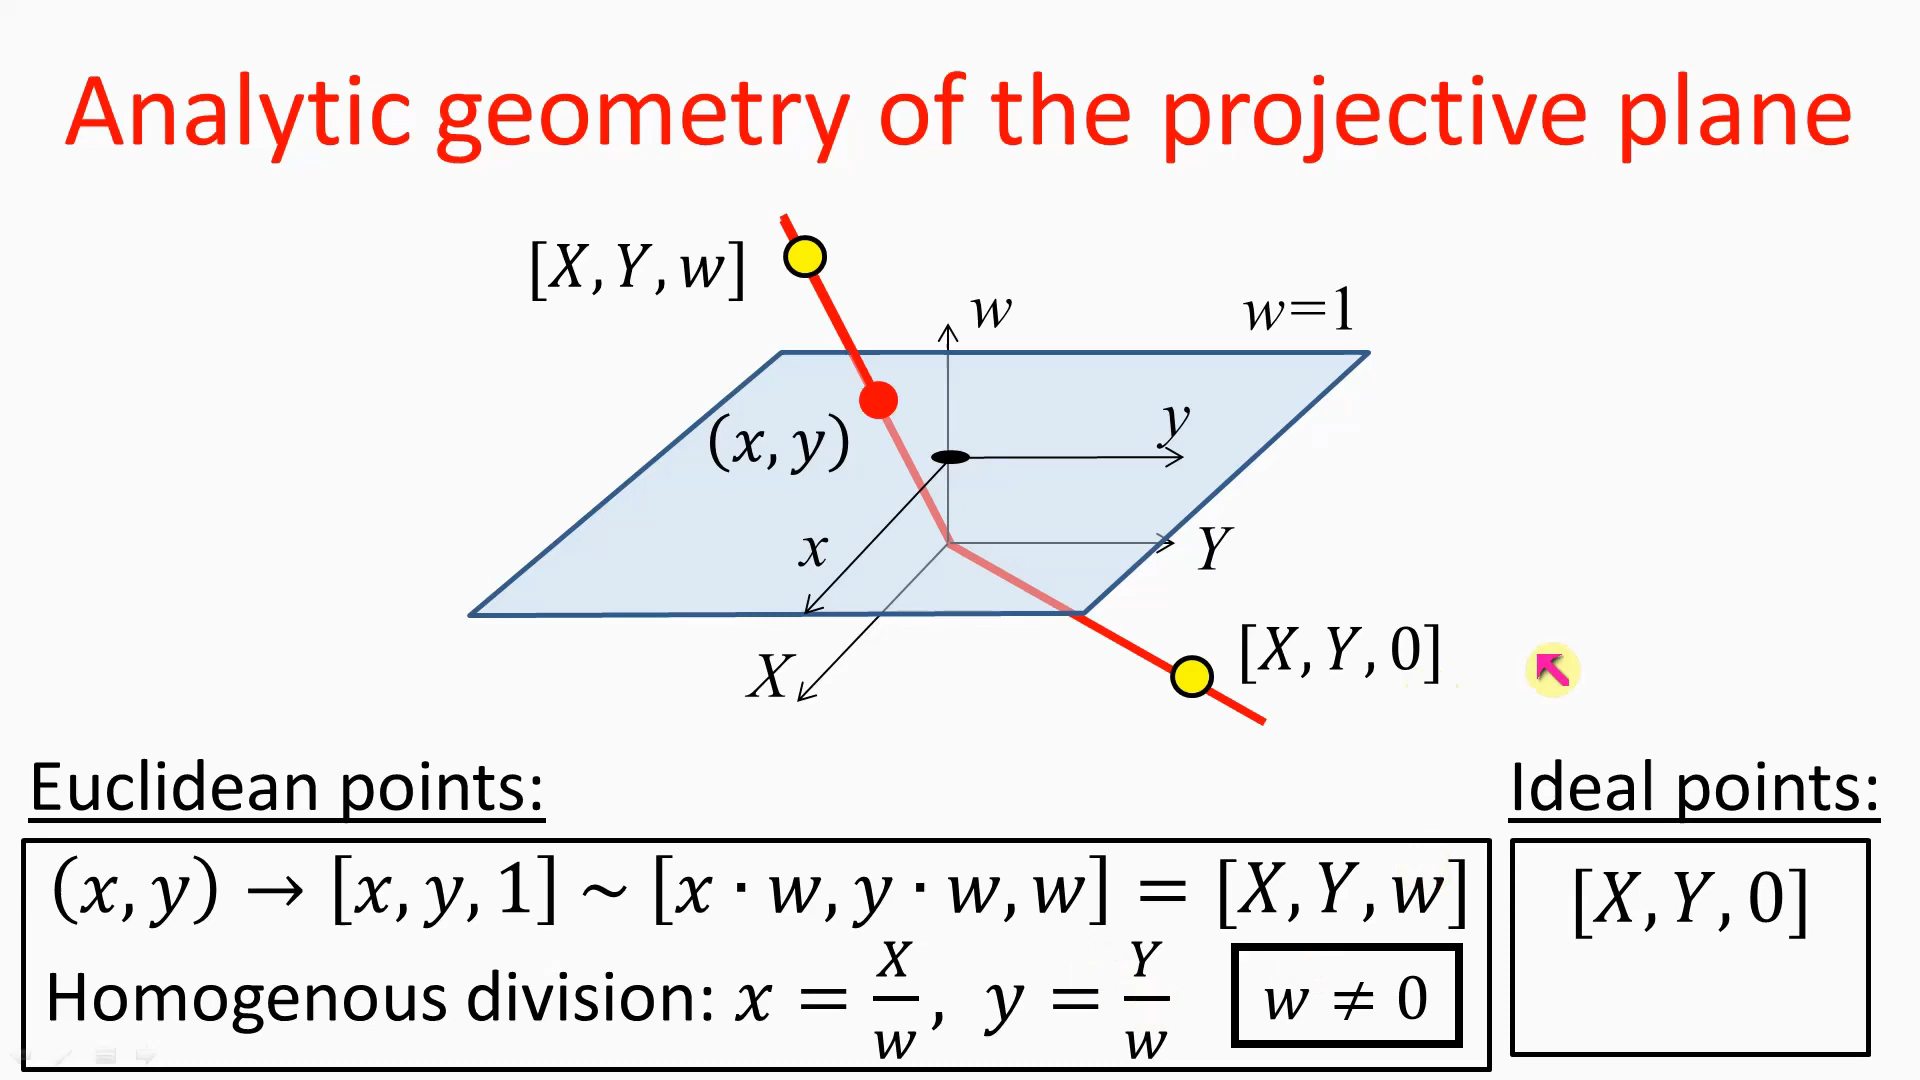 Analytic geometry of the projective plane
[X, Y, w]
w
w=1
(x, y)
y
x
Y
X
[X, Y, 0]
Euclidean points:
(x, y) → [x, y, 1] ~ [x · w, y · w, w] = [X, Y, w]
Homogenous division: x = X/w, y = Y/w
w ≠ 0
Ideal points:
[X, Y, 0]